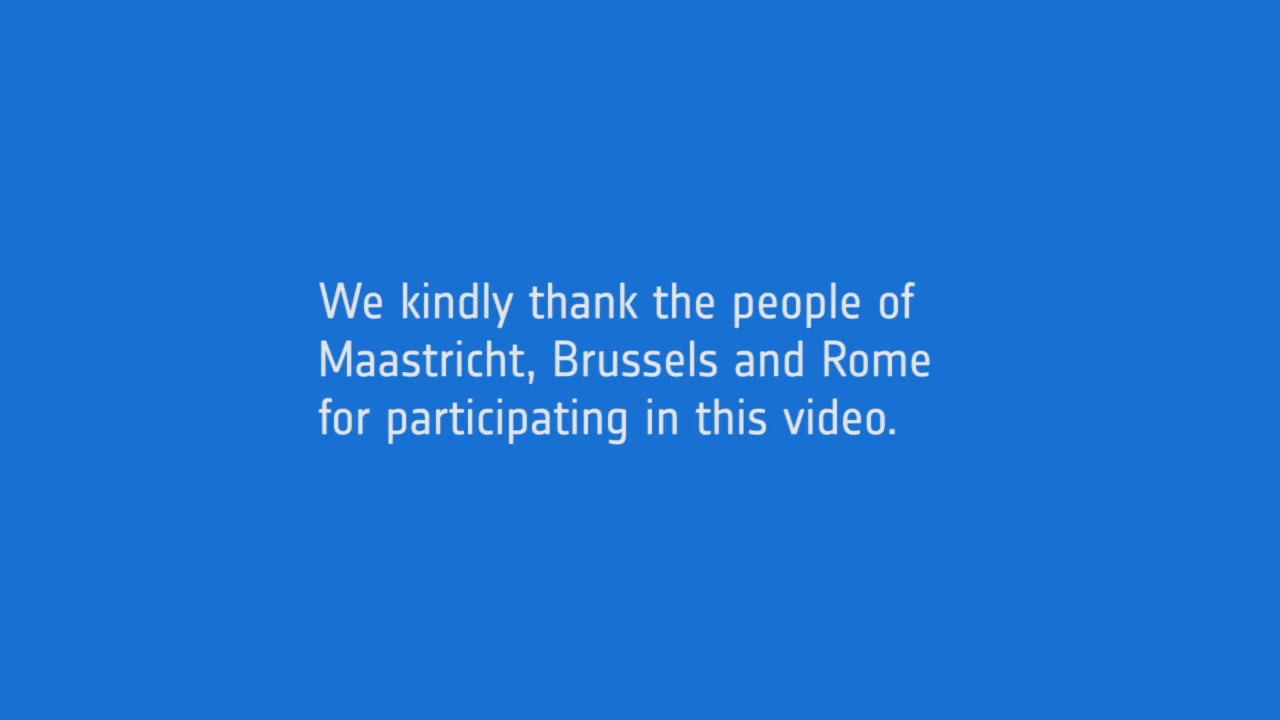 We kindly thank the people of
Maastricht, Brussels and Rome
for participating in this video.